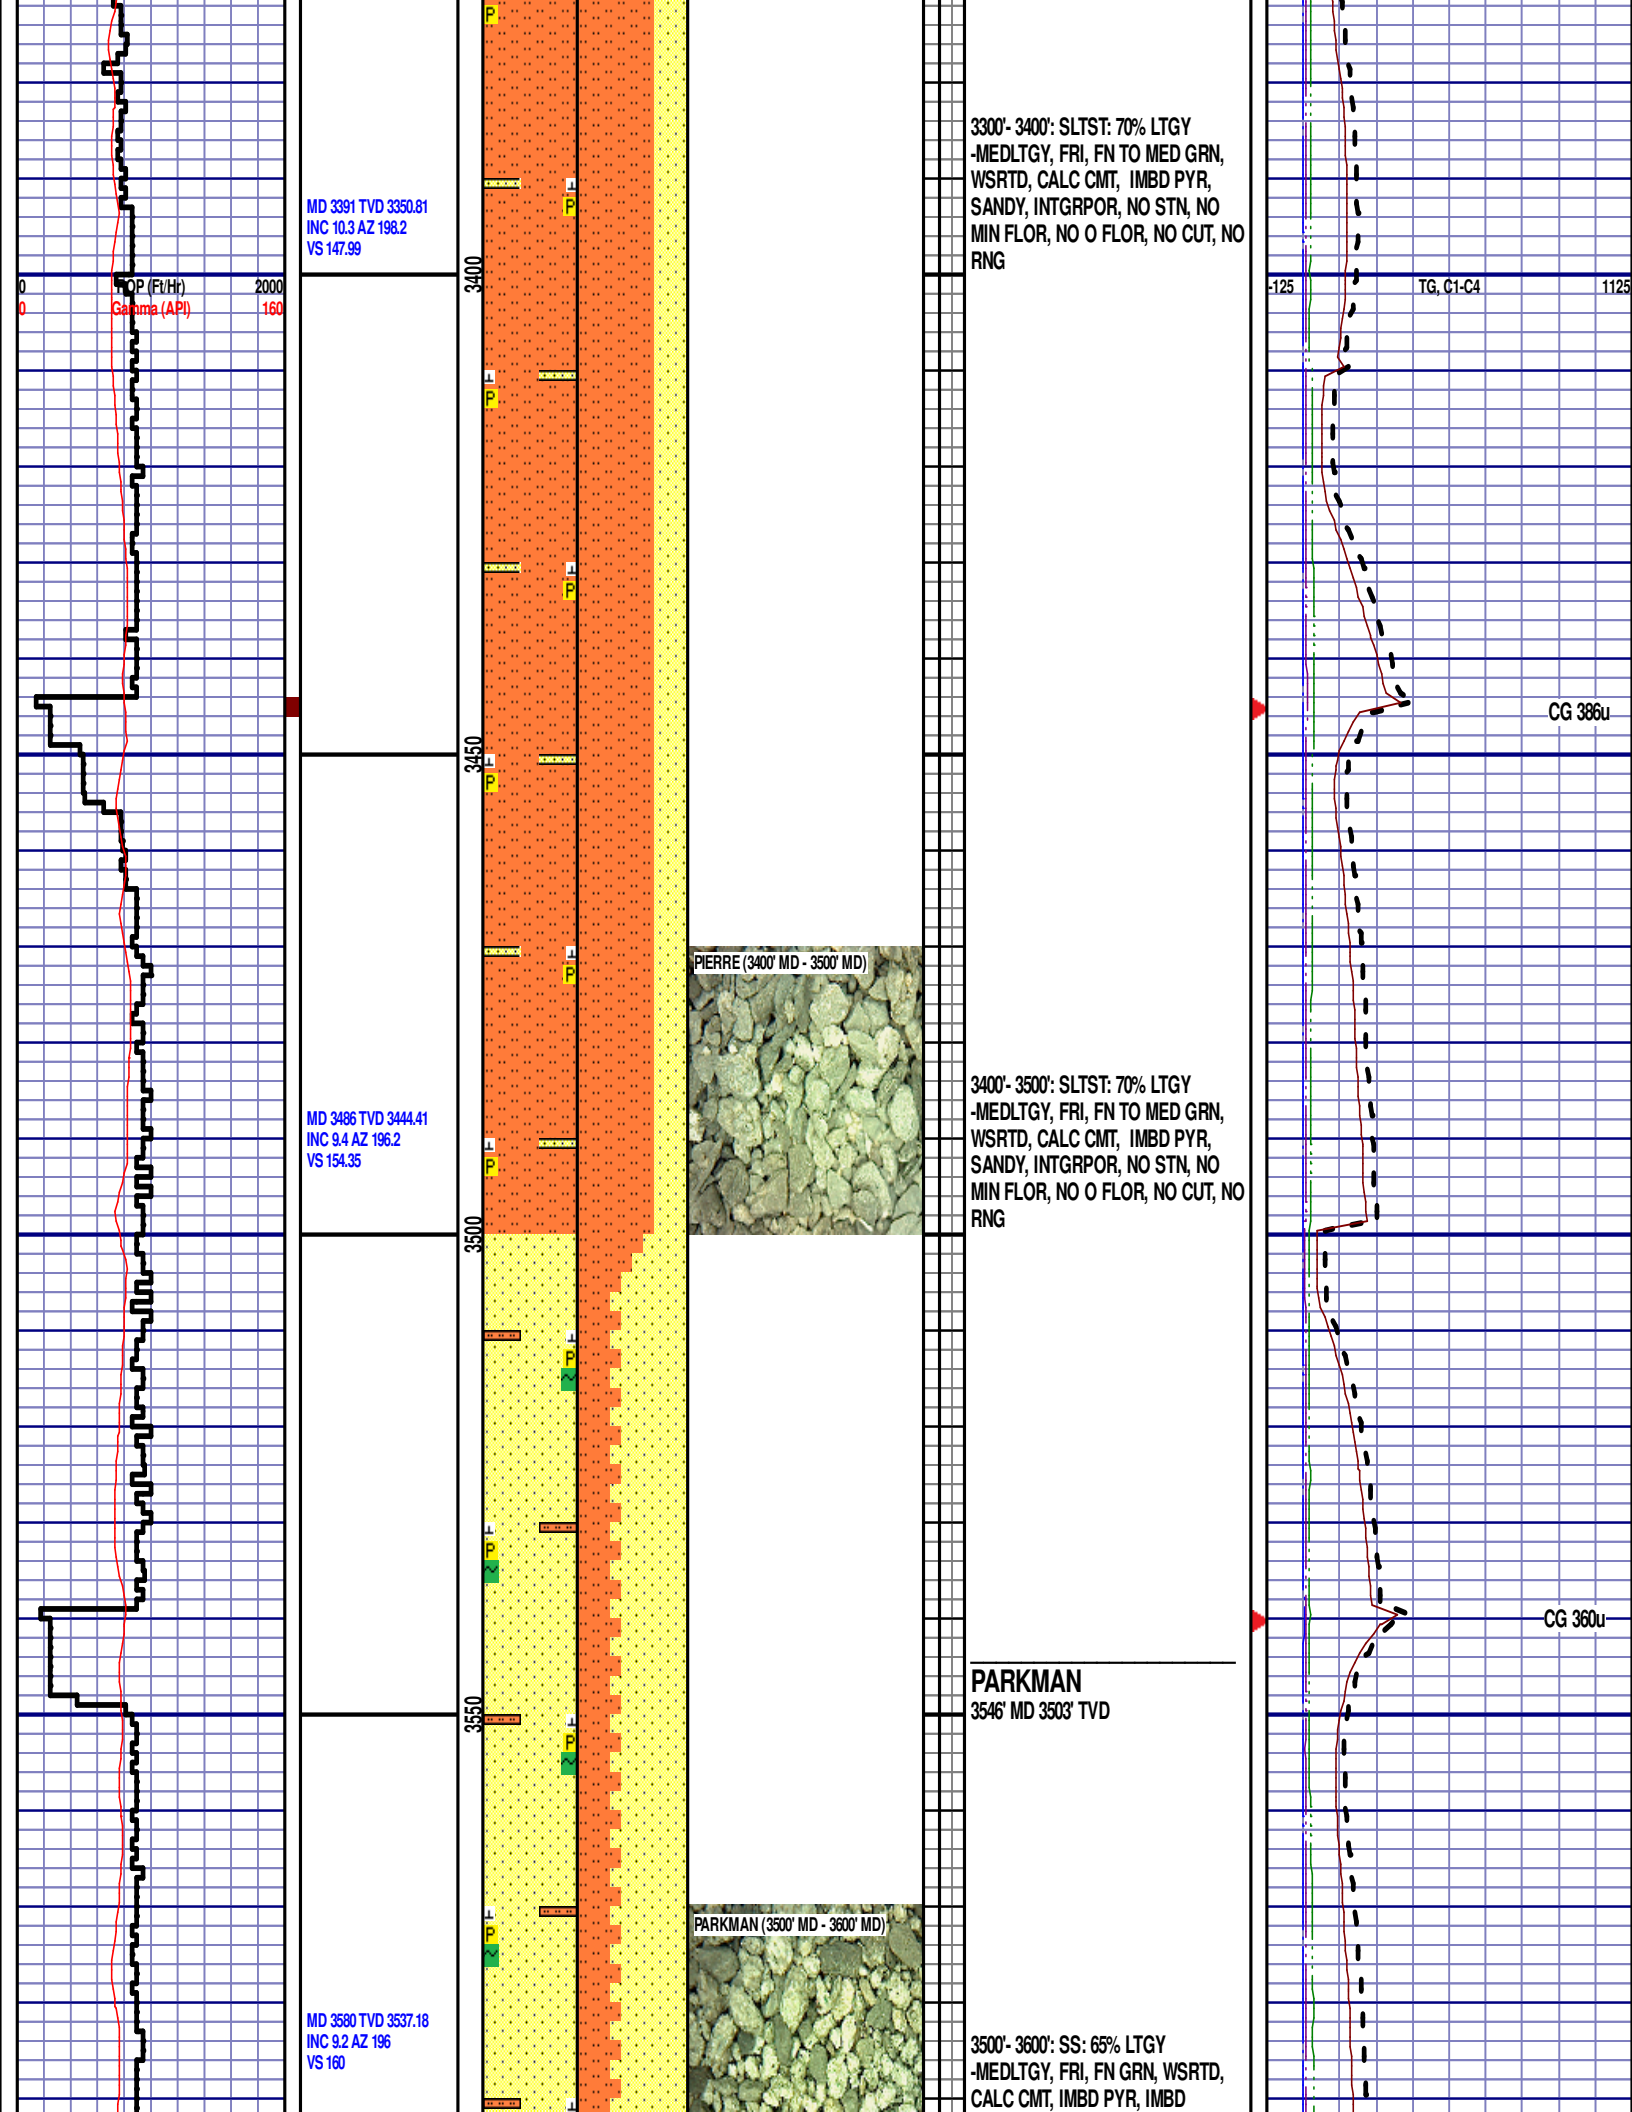 P
3300'- 3400': SLTST: 70% LTGY
-MEDLTGY, FRI, FN TO MED GRN,
WSRTD, CALC CMT, IMBD PYR,
SANDY, INTGRPOR, NO STN, NO
MIN FLOR, NO O FLOR, NO CUT, NO
RNG
MD 3391 TVD 3350.81
INC 10.3 AZ 198.2
VS 147.99
P
3400
0 ROP (Ft/Hr) 2000
0 Gamma (API) 160
-125 TG, C1-C4 1125
P
P
CG 386u
3450
P
PIERRE (3400' MD - 3500' MD)
P
3400'- 3500': SLTST: 70% LTGY
-MEDLTGY, FRI, FN TO MED GRN,
WSRTD, CALC CMT, IMBD PYR,
SANDY, INTGRPOR, NO STN, NO
MIN FLOR, NO O FLOR, NO CUT, NO
RNG
MD 3486 TVD 3444.41
INC 9.4 AZ 196.2
VS 154.35
P
3500
P
P
CG 360u
PARKMAN
3546' MD 3503' TVD
3550
P
PARKMAN (3500' MD - 3600' MD)
P
MD 3580 TVD 3537.18
INC 9.2 AZ 196
VS 160
3500'- 3600': SS: 65% LTGY
-MEDLTGY, FRI, FN GRN, WSRTD,
CALC CMT, IMBD PYR, IMBD